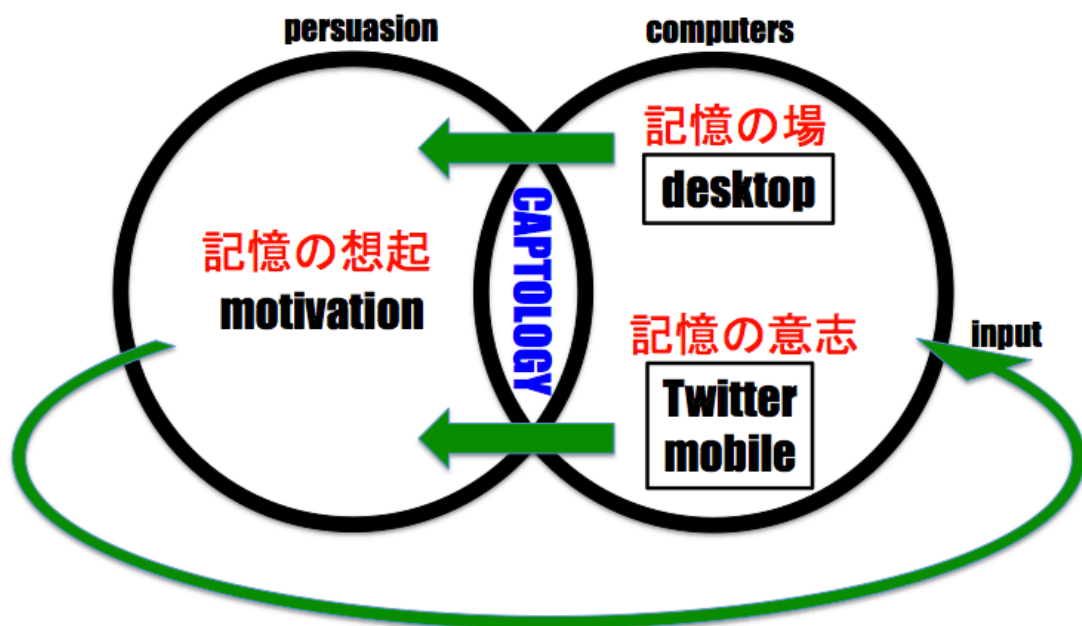 persuasion
computers
記憶の場
desktop
CAPTOLOGY
記憶の想起
motivation
記憶の意志
Twitter
mobile
input